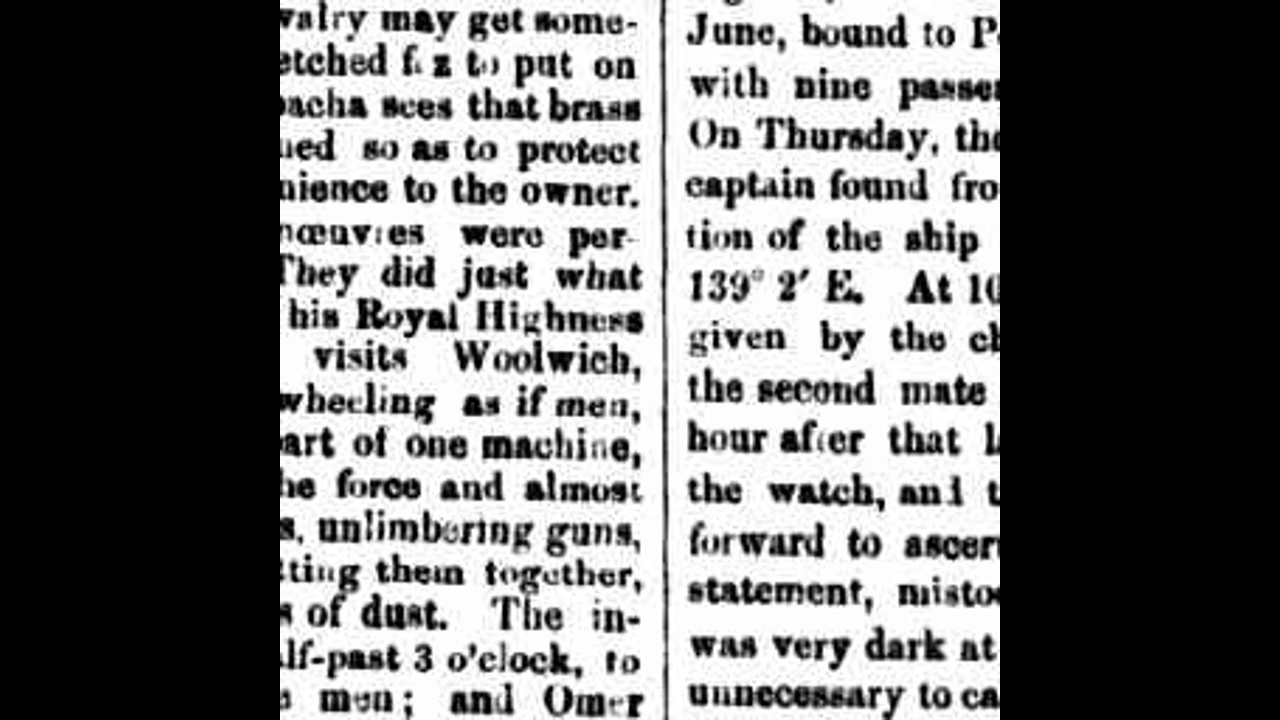 valry may get some-
etched fez to put on
pacha sees that brass
ued so as to protect
nience to the owner.
nœuvres were per-
They did just what
his Royal Highness
visits Woolwich,
wheeling as if men,
part of one machine,
he force and almost
s, unlimbering guns,
tting them together,
s of dust. The in-
lf-past 3 o'clock, to
e men; and Omer
June, bound to P
with nine passe
On Thursday, the
captain found fro
tion of the ship
139° 2′ E. At 10
given by the ch
the second mate
hour after that
the watch, and t
forward to ascer
statement, misto
was very dark at
unnecessary to ca